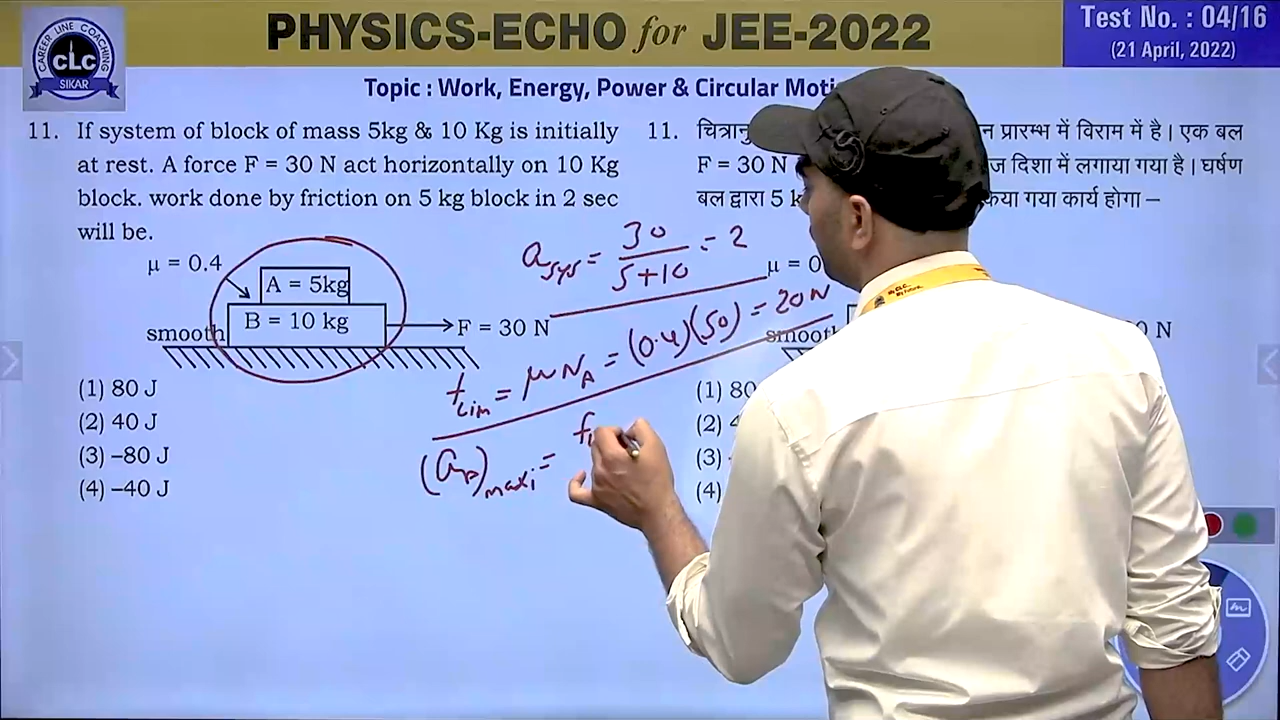 CAREER LINE COACHING
CLC
SIKAR
PHYSICS-ECHO for JEE-2022
Test No. : 04/16
(21 April, 2022)
Topic : Work, Energy, Power & Circular Moti
11. If system of block of mass 5kg & 10 Kg is initially
at rest. A force F = 30 N act horizontally on 10 Kg
block. work done by friction on 5 kg block in 2 sec
will be.
μ = 0.4
A = 5kg
B = 10 kg
smooth
F = 30 N
(1) 80 J
(2) 40 J
(3) –80 J
(4) –40 J
a sys = 30 / 5+10 = 2
f Lim = μ N A = (0.4)(50) = 20 N
maxi =
11. चित्रानु न प्रारम्भ में विराम में है। एक बल
F = 30 N ज दिशा में लगाया गया है। घर्षण
बल द्वारा 5 k किया गया कार्य होगा –
μ = 0
smooth
0 N
(1) 80
(2) 4
(3)
(4)